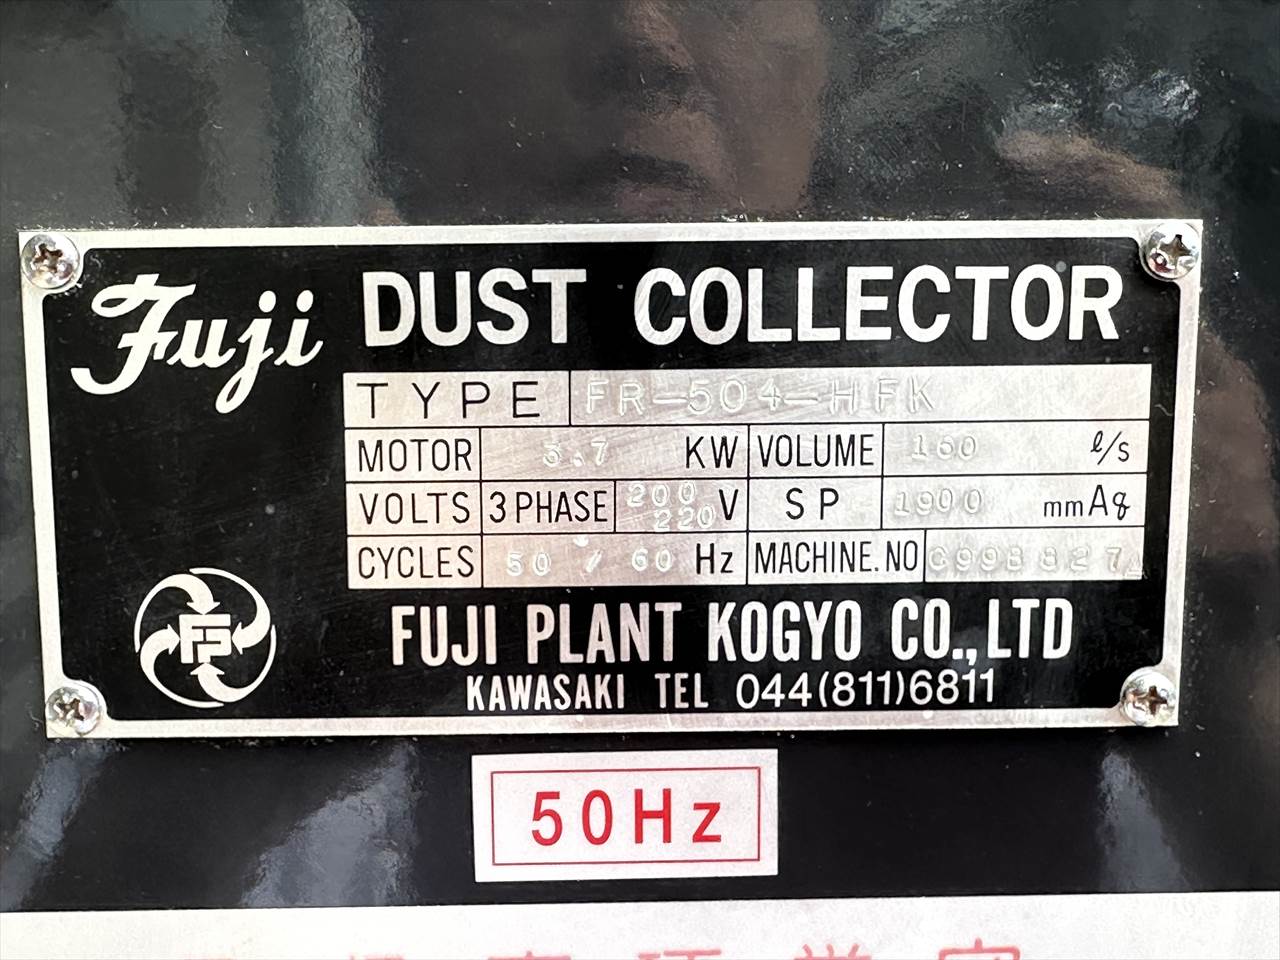 Fuji DUST COLLECTOR
TYPE FR-504-HFK
MOTOR 3.7 KW VOLUME 160 ℓ/s
VOLTS 3 PHASE 200 220 V SP 1900 mmAq
CYCLES 50 / 60 Hz MACHINE.NO
FUJI PLANT KOGYO CO.,LTD
KAWASAKI TEL 044(811)6811
50Hz